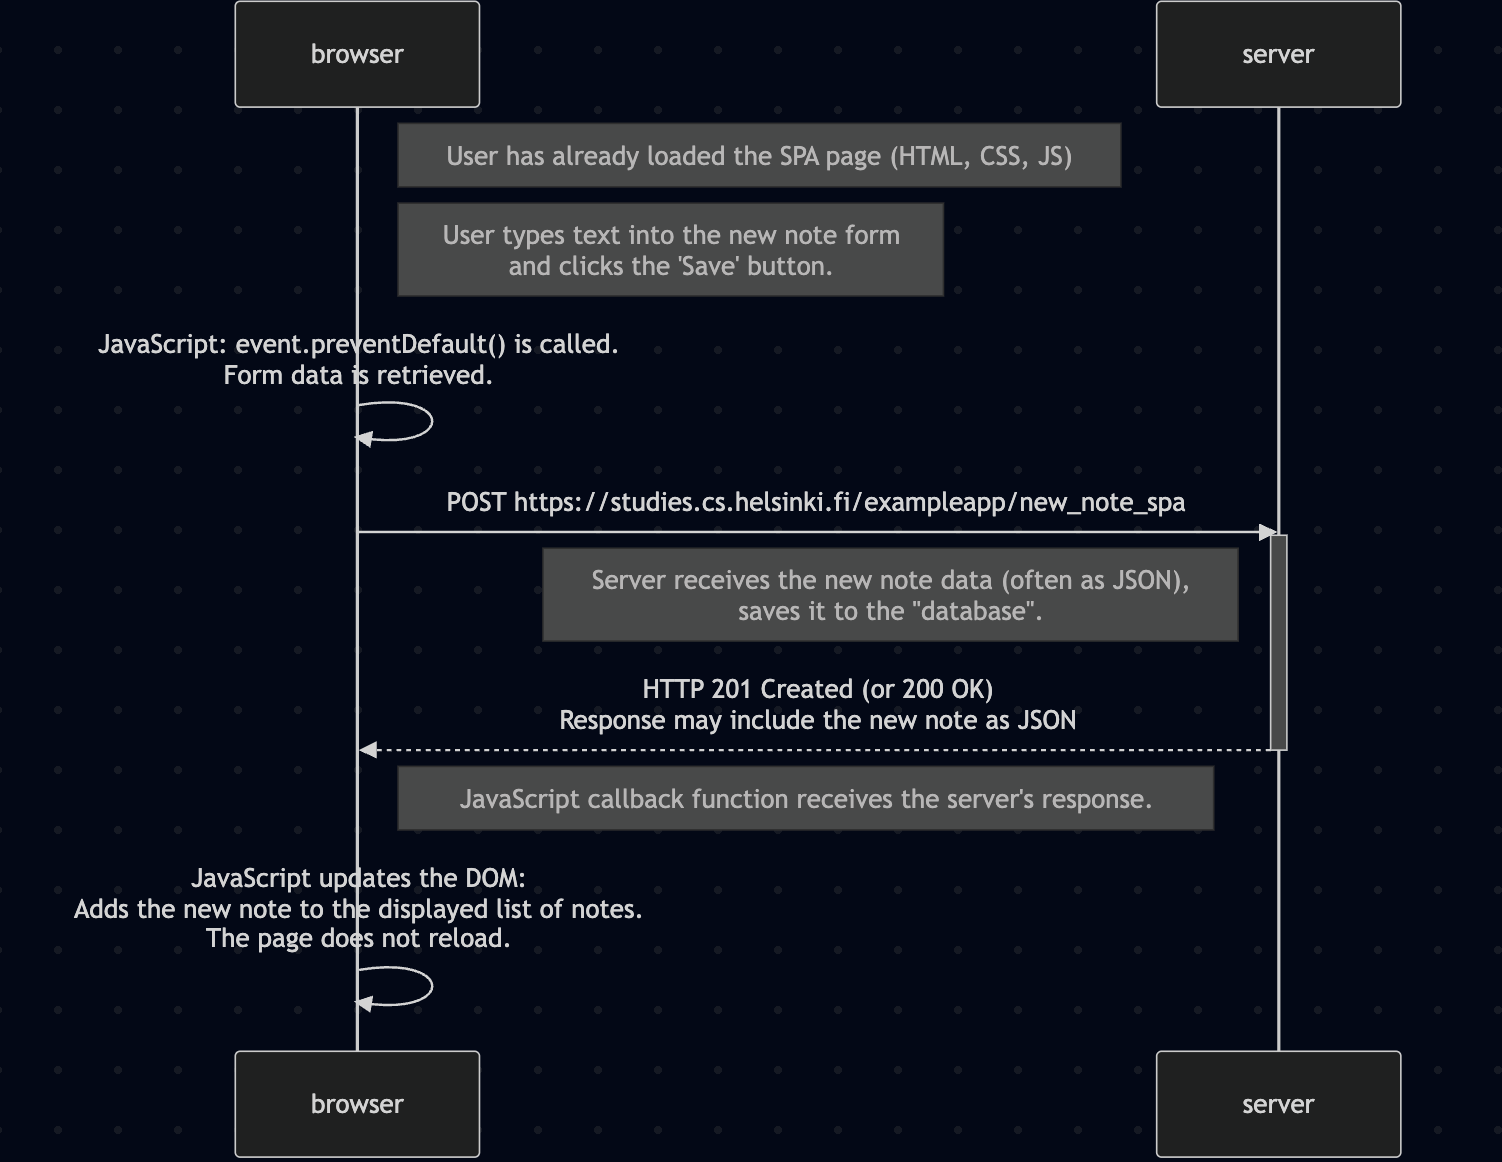 browser
server
User has already loaded the SPA page (HTML, CSS, JS)
User types text into the new note form
and clicks the 'Save' button.
JavaScript: event.preventDefault() is called.
Form data is retrieved.
POST https://studies.cs.helsinki.fi/exampleapp/new_note_spa
Server receives the new note data (often as JSON),
saves it to the "database".
HTTP 201 Created (or 200 OK)
Response may include the new note as JSON
JavaScript callback function receives the server's response.
JavaScript updates the DOM:
Adds the new note to the displayed list of notes.
The page does not reload.
browser
server